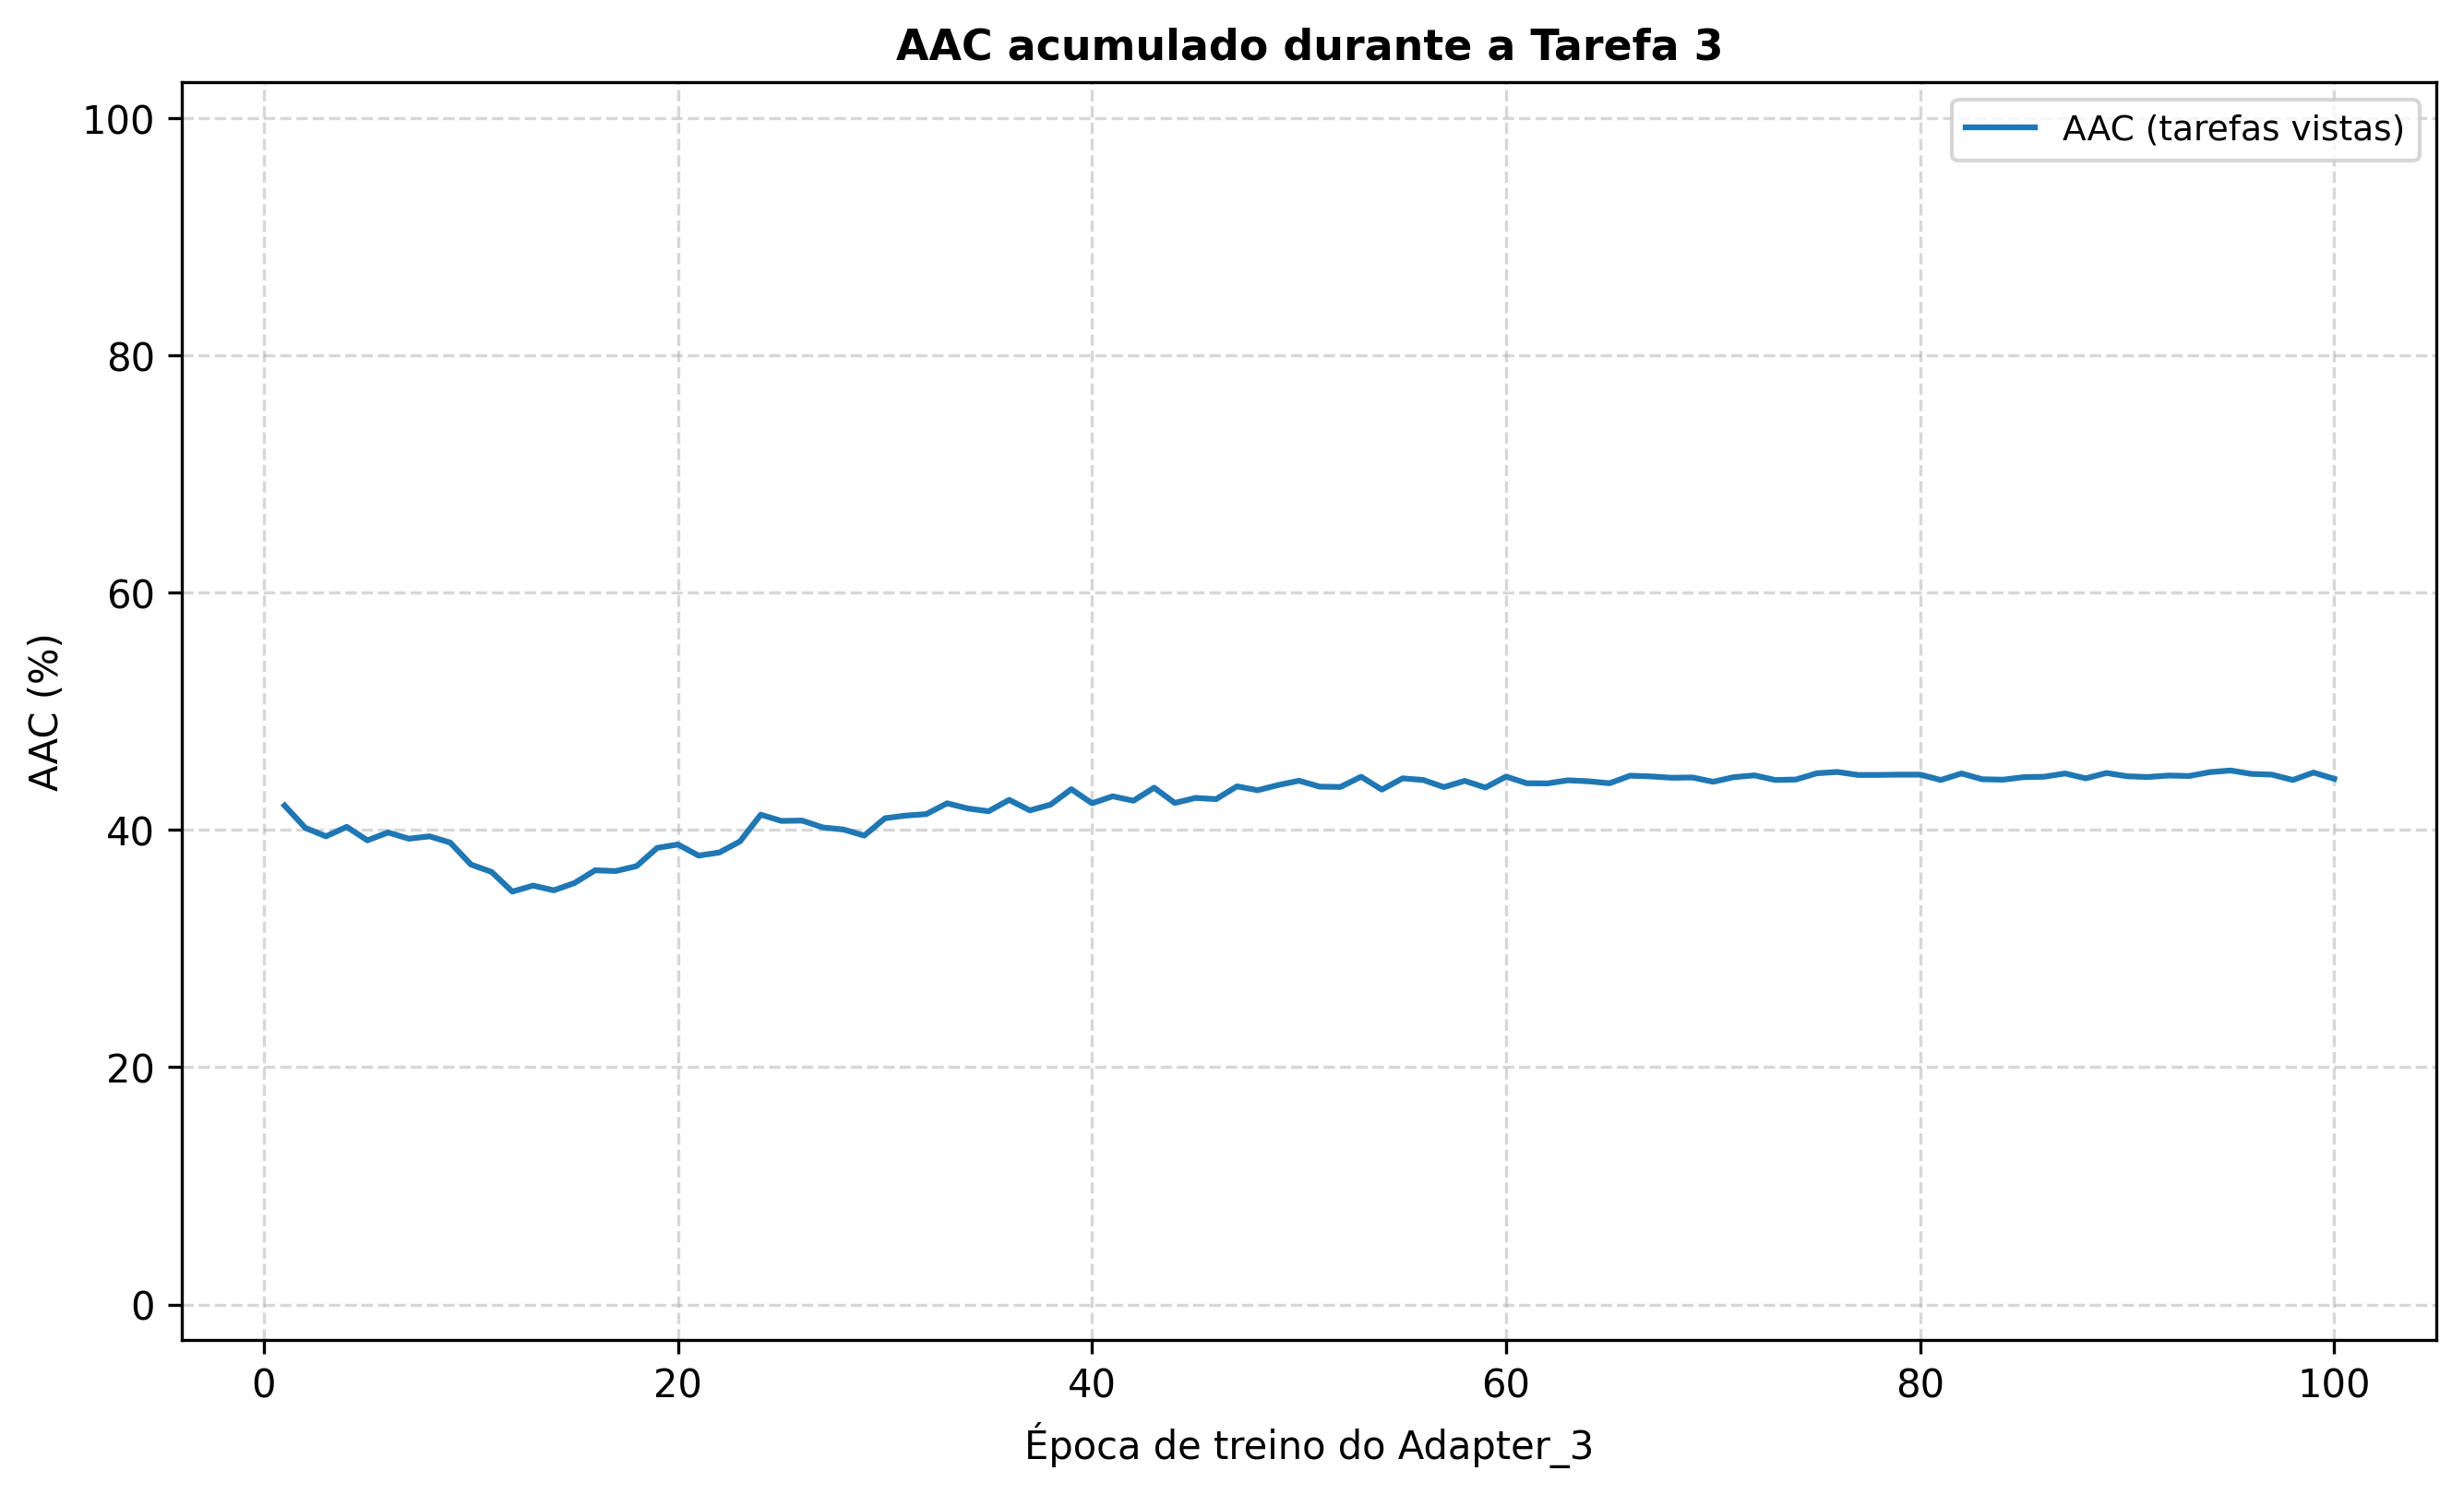 AAC acumulado durante a Tarefa 3
AAC (tarefas vistas)
100
80
60
40
20
0
AAC (%)
0 20 40 60 80 100
Época de treino do Adapter_3